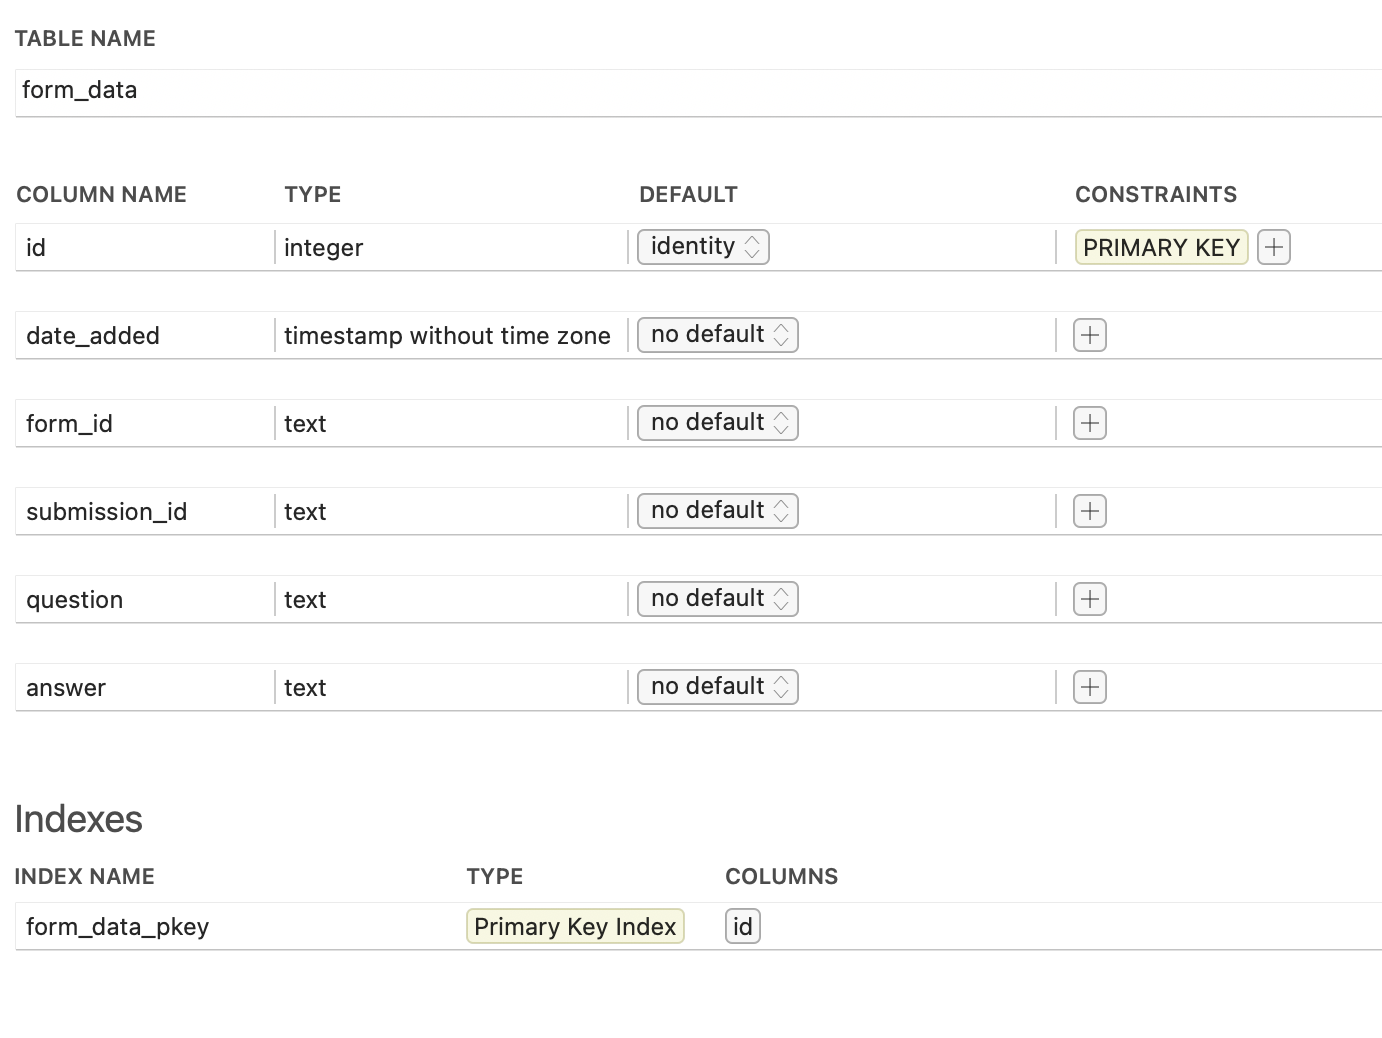 TABLE NAME
form_data
COLUMN NAME TYPE DEFAULT CONSTRAINTS
id integer identity PRIMARY KEY
date_added timestamp without time zone no default
form_id text no default
submission_id text no default
question text no default
answer text no default
Indexes
INDEX NAME TYPE COLUMNS
form_data_pkey Primary Key Index id